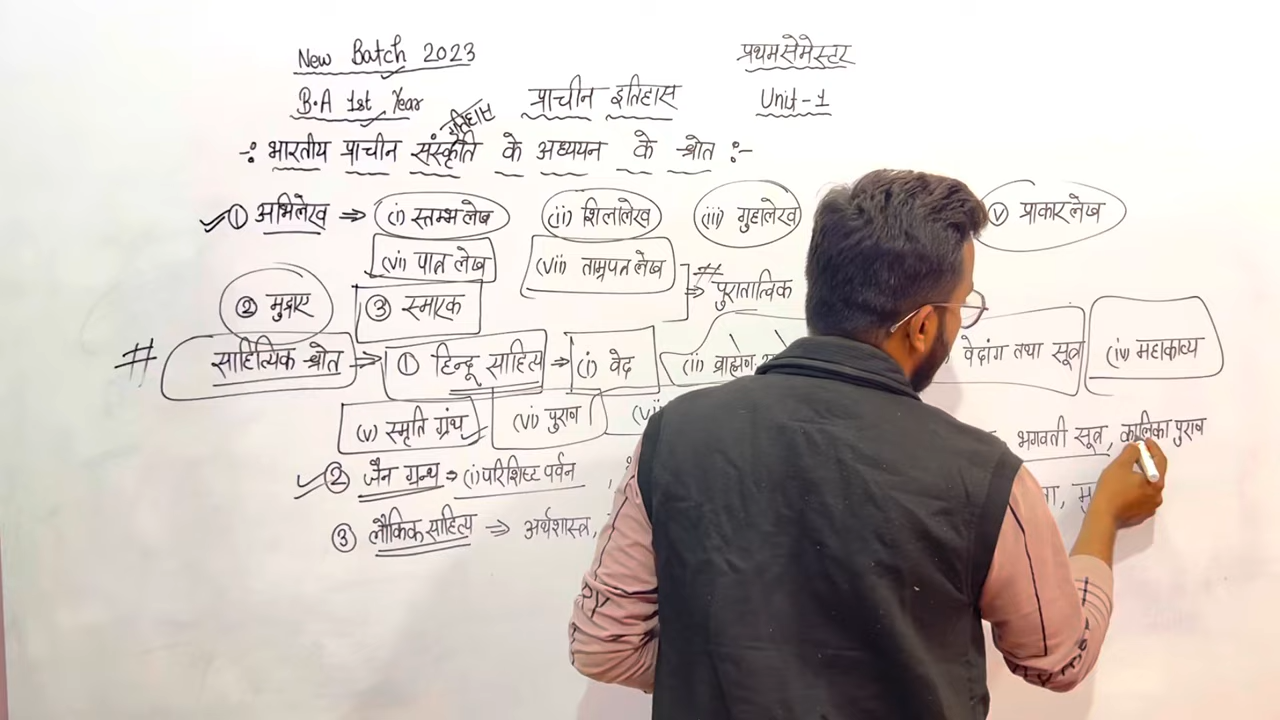 New Batch 2023 प्रथम सेमेस्टर
B.A 1st Year प्राचीन इतिहास Unit-1
इतिहास
-: भारतीय प्राचीन संस्कृति के अध्ययन के श्रोत :-
① अभिलेख ⇒ (i) स्तम्भ लेख (ii) शिलालेख (iii) गुहालेख (v) प्राकार लेख
(vi) पात्र लेख (vii) ताम्रपत्र लेख
② मुद्राए ③ स्मारक ⇒ # पुरातात्विक
# साहित्यिक श्रोत → ① हिन्दू साहित्य → (i) वेद (ii) ब्राह्मण वेदांग तथा सूत्र (iv) महाकाव्य
(v) स्मृति ग्रंथ (vi) पुराण
② जैन ग्रन्थ ⇒ (i) परिशिष्ट पर्वन , भगवती सूत्र, कालिका पुराण
③ लौकिक साहित्य ⇒ अर्थशास्त्र,